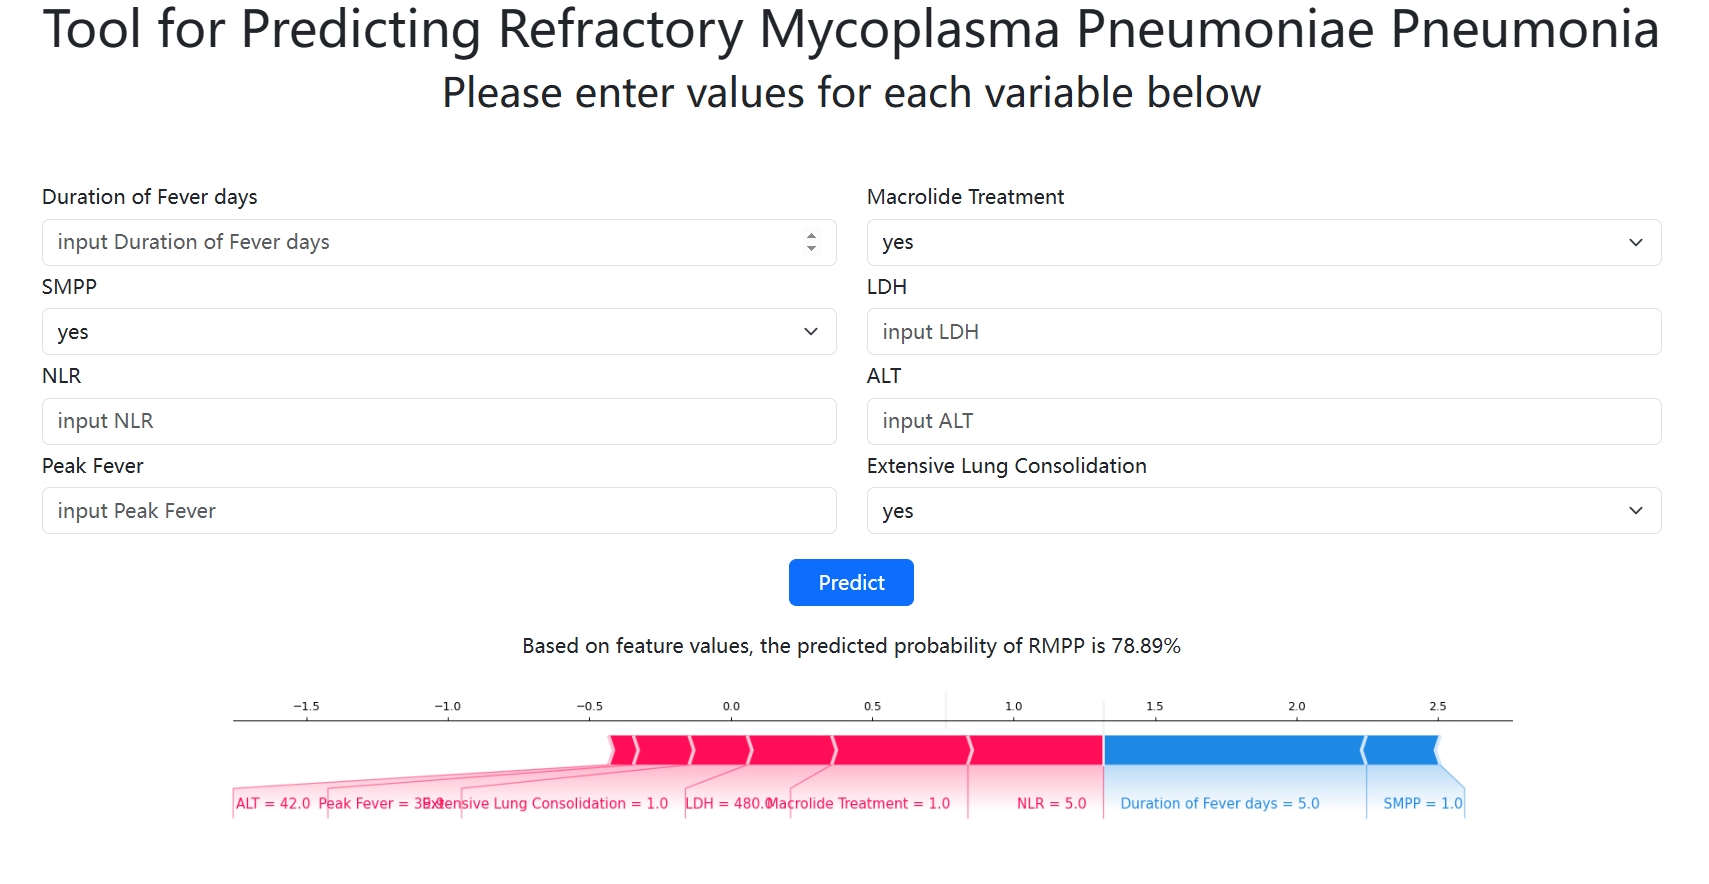 Tool for Predicting Refractory Mycoplasma Pneumoniae Pneumonia
Please enter values for each variable below
Duration of Fever days
input Duration of Fever days
Macrolide Treatment
yes
SMPP
yes
LDH
input LDH
NLR
input NLR
ALT
input ALT
Peak Fever
input Peak Fever
Extensive Lung Consolidation
yes
Predict
Based on feature values, the predicted probability of RMPP is 78.89%
−1.5 −1.0 −0.5 0.0 0.5 1.0 1.5 2.0 2.5
ALT = 42.0 Peak Fever = Extensive Lung Consolidation = 1.0 LDH = 480.0 Macrolide Treatment = 1.0 NLR = 5.0 Duration of Fever days = 5.0 SMPP = 1.0